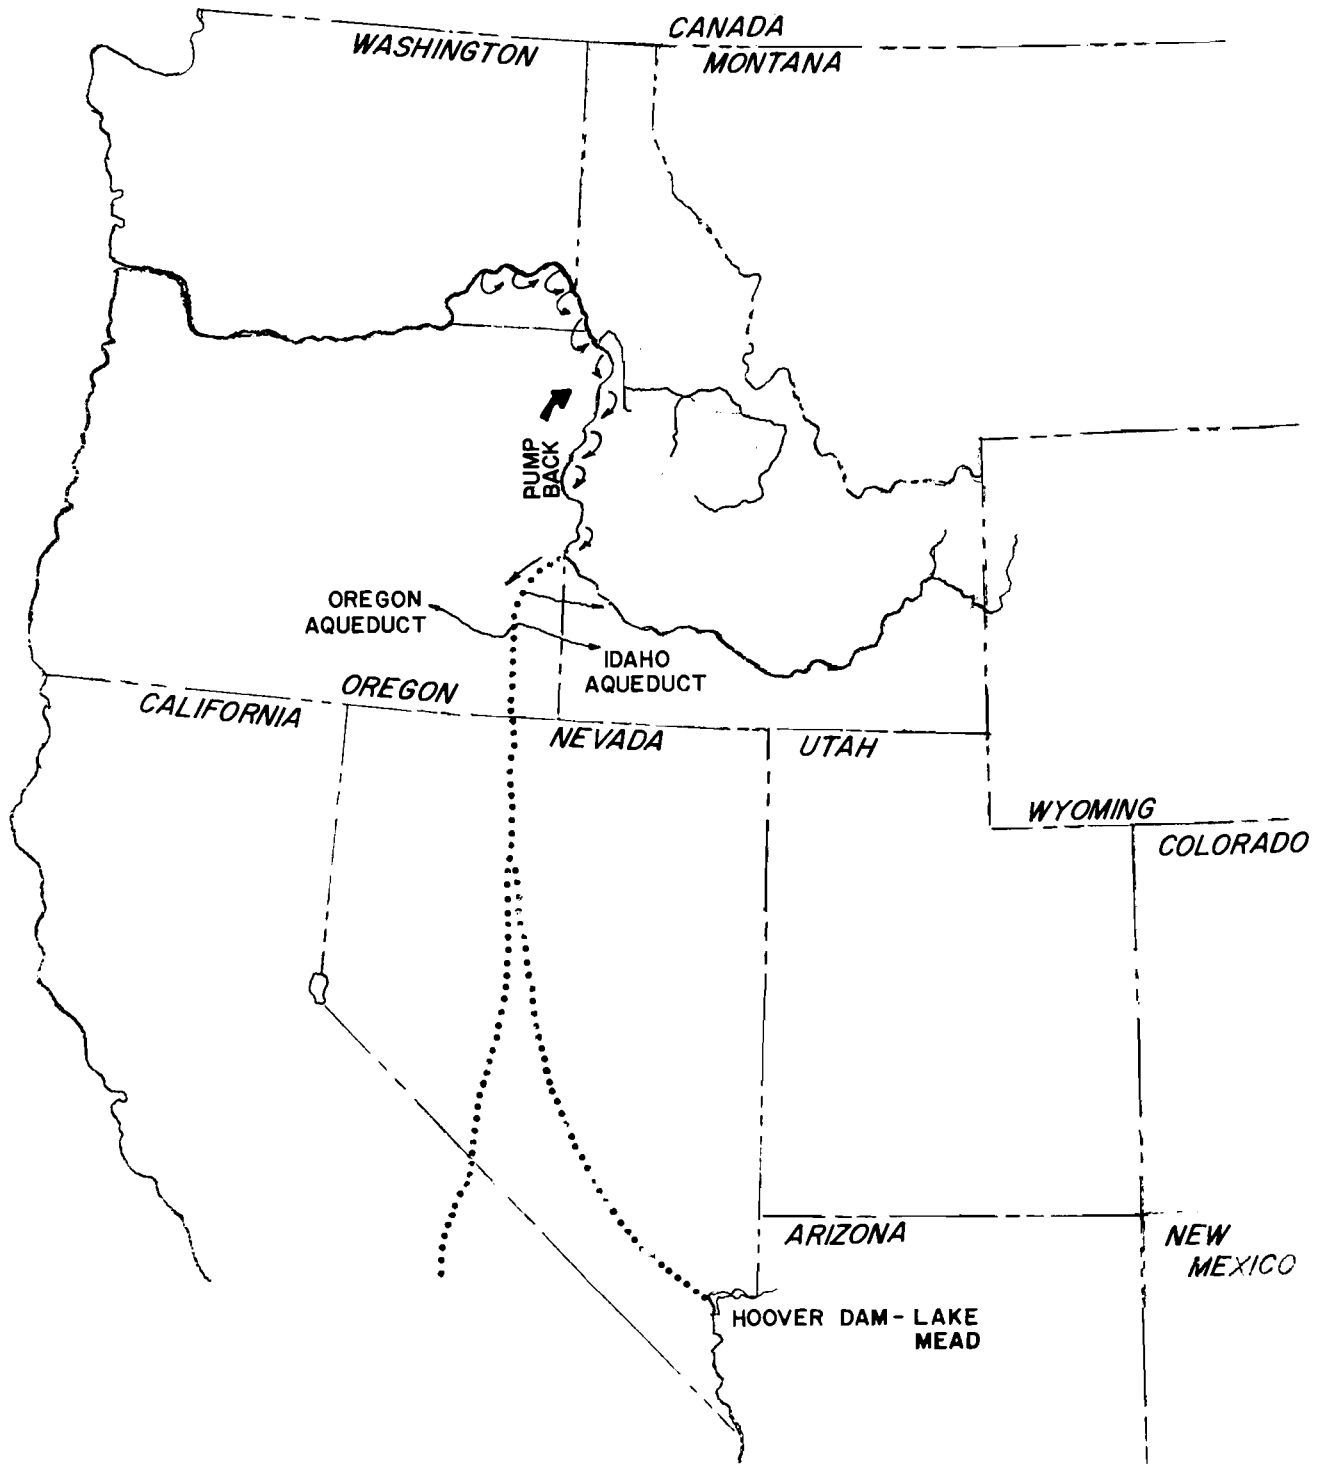 CANADA
WASHINGTON
MONTANA
PUMP
BACK
OREGON
AQUEDUCT
IDAHO
AQUEDUCT
OREGON
CALIFORNIA
NEVADA
UTAH
WYOMING
COLORADO
ARIZONA
NEW
MEXICO
HOOVER DAM-LAKE
MEAD